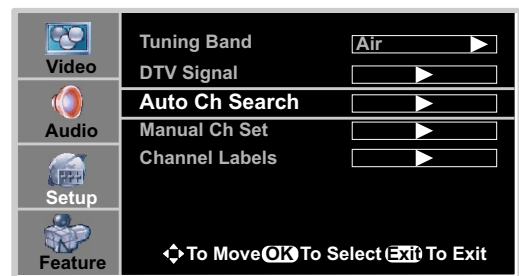 Video
Audio
Setup
Feature
Tuning Band Air
DTV Signal
Auto Ch Search
Manual Ch Set
Channel Labels
To Move OK To Select Exit To Exit